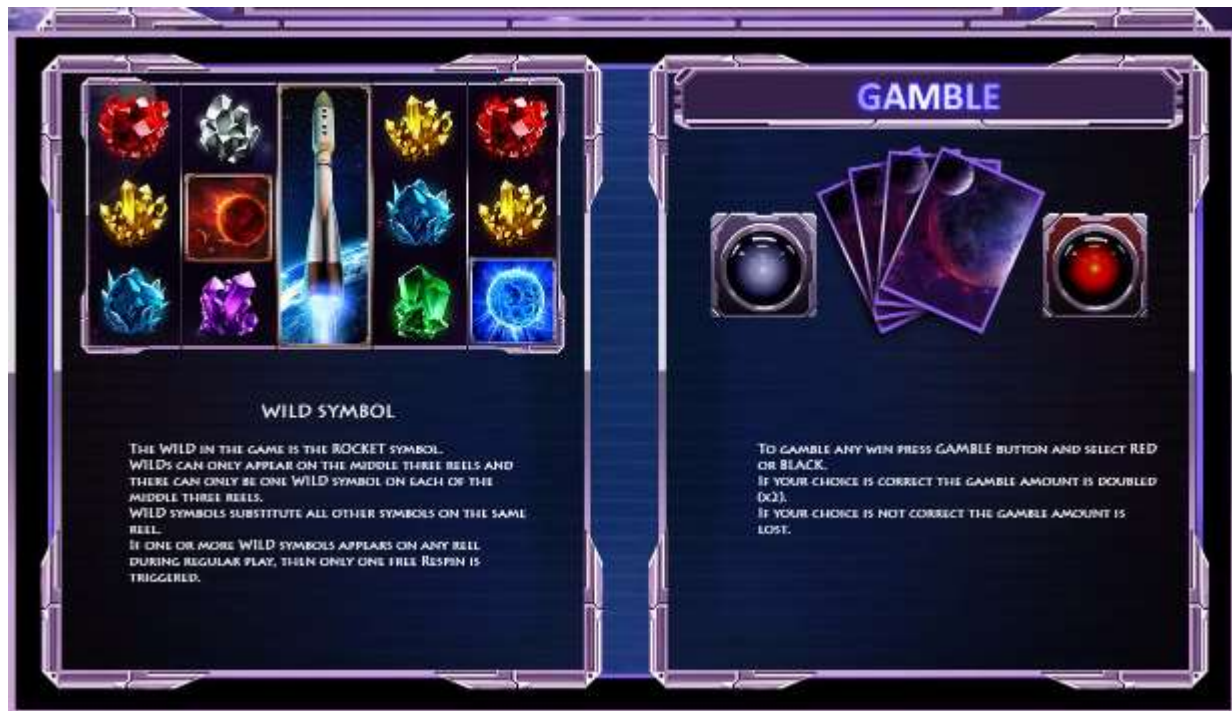 WILD SYMBOL
THE WILD IN THE GAME IS THE ROCKET SYMBOL.
WILDS CAN ONLY APPEAR ON THE MIDDLE THREE REELS AND
THERE CAN ONLY BE ONE WILD SYMBOL ON EACH OF THE
MIDDLE THREE REELS.
WILD SYMBOLS SUBSTITUTE ALL OTHER SYMBOLS ON THE SAME
REEL.
IF ONE OR MORE WILD SYMBOLS APPEARS ON ANY REEL
DURING REGULAR PLAY, THEN ONLY ONE FREE RESPIN IS
TRIGGERED.
GAMBLE
TO GAMBLE ANY WIN PRESS GAMBLE BUTTON AND SELECT RED
OR BLACK.
IF YOUR CHOICE IS CORRECT THE GAMBLE AMOUNT IS DOUBLED
(X2).
IF YOUR CHOICE IS NOT CORRECT THE GAMBLE AMOUNT IS
LOST.